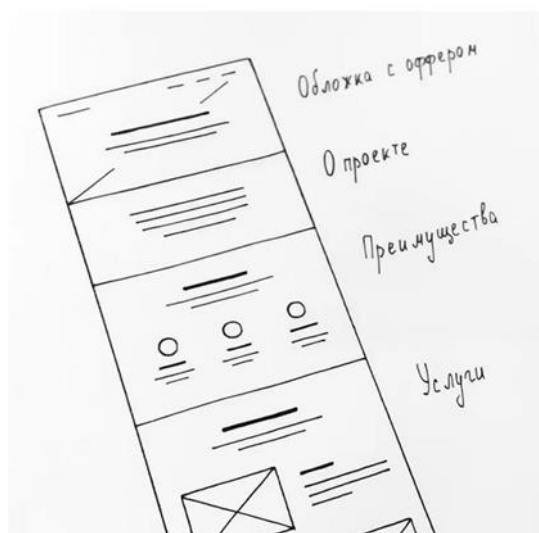 Обложка с оффером
О проекте
Преимущества
Услуги